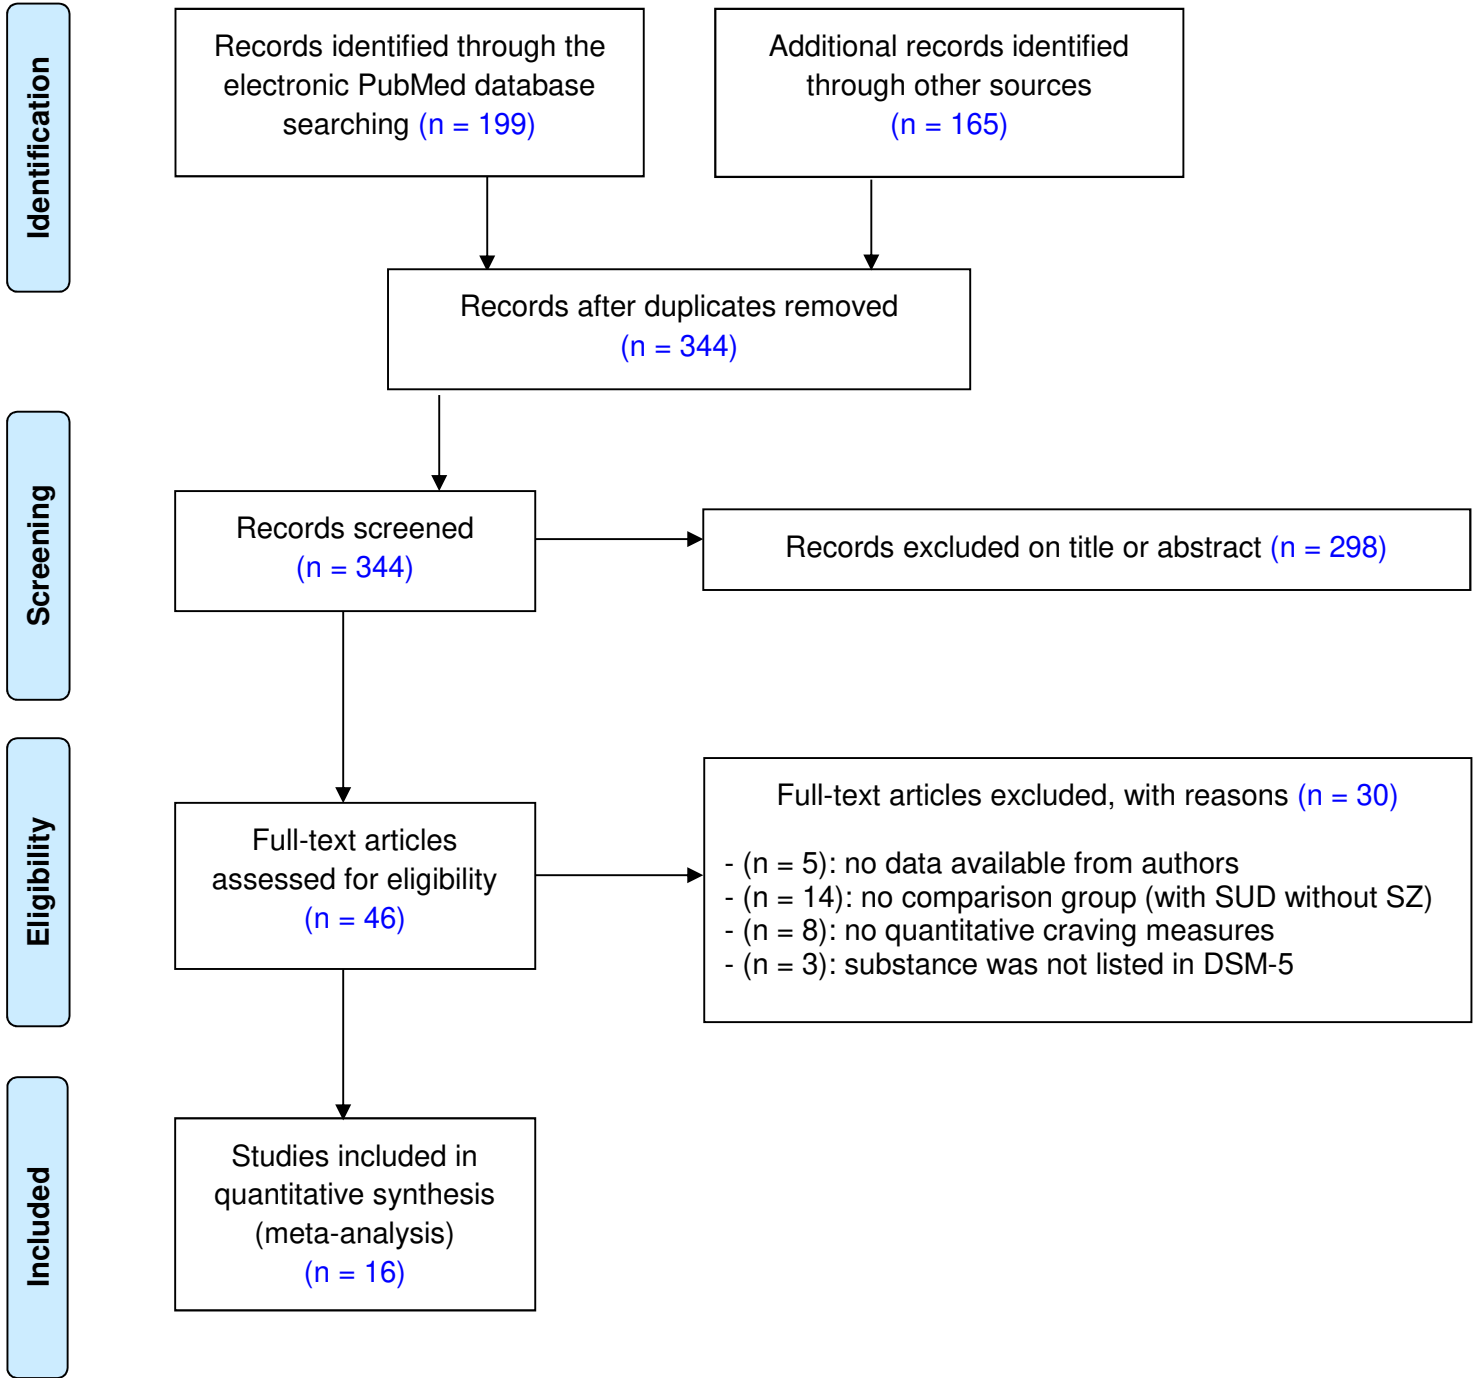 Identification
Records identified through the
electronic PubMed database
searching (n = 199)
Additional records identified
through other sources
(n = 165)
Records after duplicates removed
(n = 344)
Screening
Records screened
(n = 344)
Records excluded on title or abstract (n = 298)
Eligibility
Full-text articles
assessed for eligibility
(n = 46)
Full-text articles excluded, with reasons (n = 30)
- (n = 5): no data available from authors
- (n = 14): no comparison group (with SUD without SZ)
- (n = 8): no quantitative craving measures
- (n = 3): substance was not listed in DSM-5
Included
Studies included in
quantitative synthesis
(meta-analysis)
(n = 16)